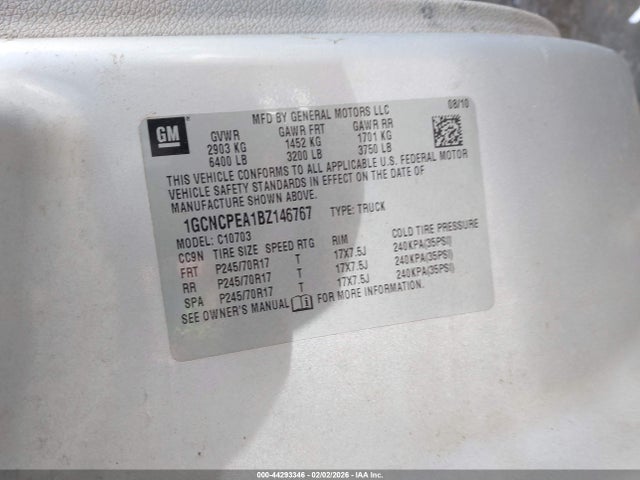 GM
MFD BY GENERAL MOTORS LLC 08/10
GVWR GAWR FRT GAWR RR
2903 KG 1452 KG 1701 KG
6400 LB 3200 LB 3750 LB
THIS VEHICLE CONFORMS TO ALL APPLICABLE U.S. FEDERAL MOTOR
VEHICLE SAFETY STANDARDS IN EFFECT ON THE DATE OF
MANUFACTURE SHOWN ABOVE.
1GCNCPEA1BZ146767 TYPE: TRUCK
MODEL: C10703
CC9N TIRE SIZE SPEED RTG RIM COLD TIRE PRESSURE
FRT P245/70R17 T 17X7.5J 240KPA(35PSI)
RR P245/70R17 T 17X7.5J 240KPA(35PSI)
SPA P245/70R17 T 17X7.5J 240KPA(35PSI)
SEE OWNER'S MANUAL FOR MORE INFORMATION.
000-44293346 - 02/02/2026 - IAAI.CA